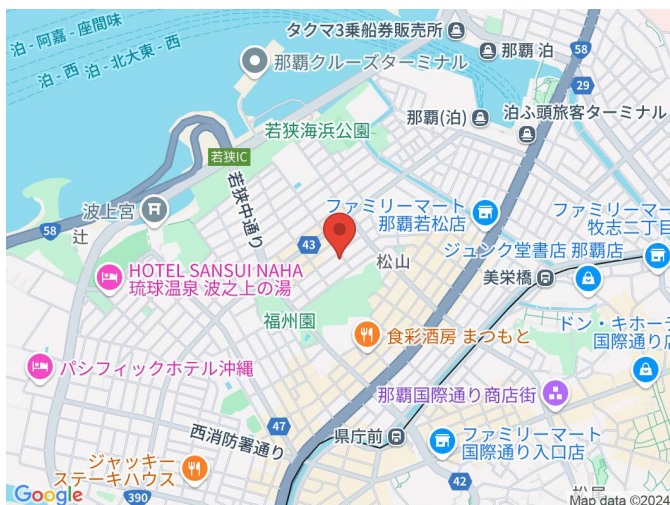 タクマ3乗船券販売所
泊 - 阿嘉 - 座間味
泊 - 北大東 - 西
泊 - 西
那覇クルーズターミナル
那覇 泊
58
29
那覇(泊)
泊ふ頭旅客ターミナル
若狭海浜公園
若狭IC
若狭中通り
波上宮
58
辻
43
ファミリーマート
那覇若松店
ファミリーマ
牧志二丁目
ジュンク堂書店 那覇店
松山
美栄橋
HOTEL SANSUI NAHA
琉球温泉 波之上の湯
福州園
食彩酒房 まつもと
ドン・キホーテ
国際通り店
パシフィックホテル沖縄
那覇国際通り商店街
47
西消防署通り
県庁前
ファミリーマート
国際通り入口店
ジャッキー
ステーキハウス
42
390
松尾
Google
Map data ©2024